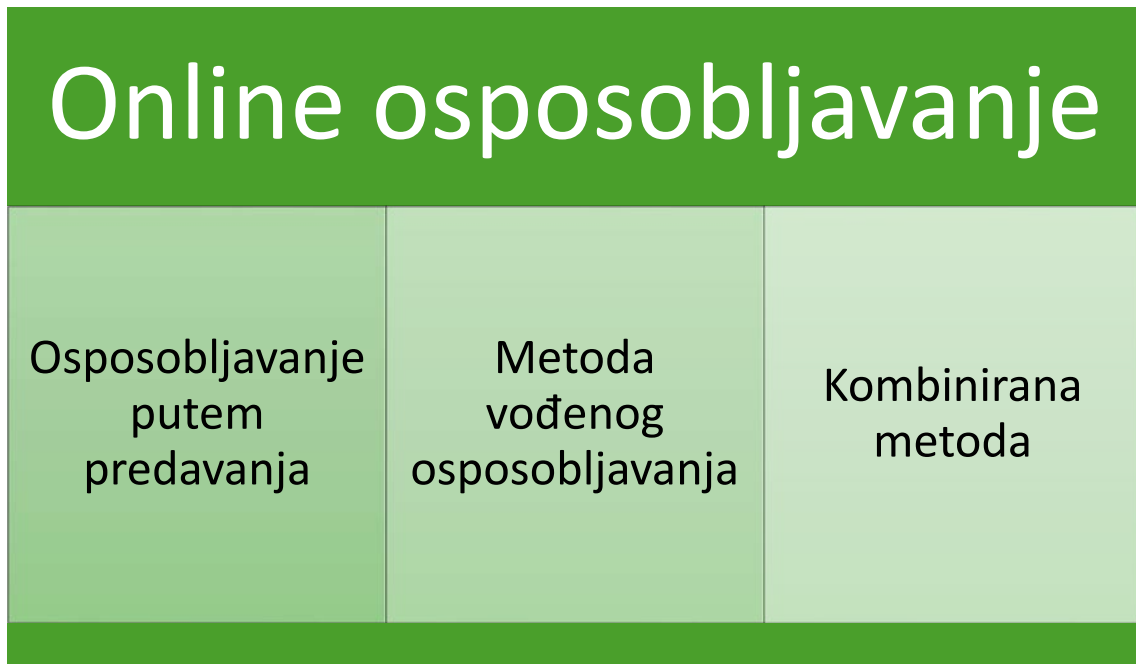 Online osposobljavanje
Osposobljavanje
putem
predavanja
Metoda
vođenog
osposobljavanja
Kombinirana
metoda